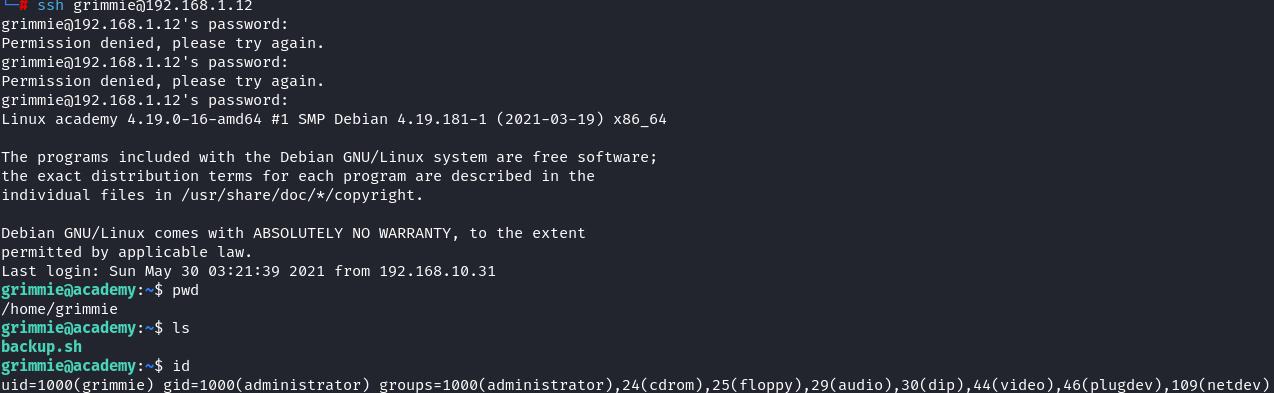 └─# ssh grimmie@192.168.1.12
grimmie@192.168.1.12's password:
Permission denied, please try again.
grimmie@192.168.1.12's password:
Permission denied, please try again.
grimmie@192.168.1.12's password:
Linux academy 4.19.0-16-amd64 #1 SMP Debian 4.19.181-1 (2021-03-19) x86_64

The programs included with the Debian GNU/Linux system are free software;
the exact distribution terms for each program are described in the
individual files in /usr/share/doc/*/copyright.

Debian GNU/Linux comes with ABSOLUTELY NO WARRANTY, to the extent
permitted by applicable law.
Last login: Sun May 30 03:21:39 2021 from 192.168.10.31
grimmie@academy:~$ pwd
/home/grimmie
grimmie@academy:~$ ls
backup.sh
grimmie@academy:~$ id
uid=1000(grimmie) gid=1000(administrator) groups=1000(administrator),24(cdrom),25(floppy),29(audio),30(dip),44(video),46(plugdev),109(netdev)